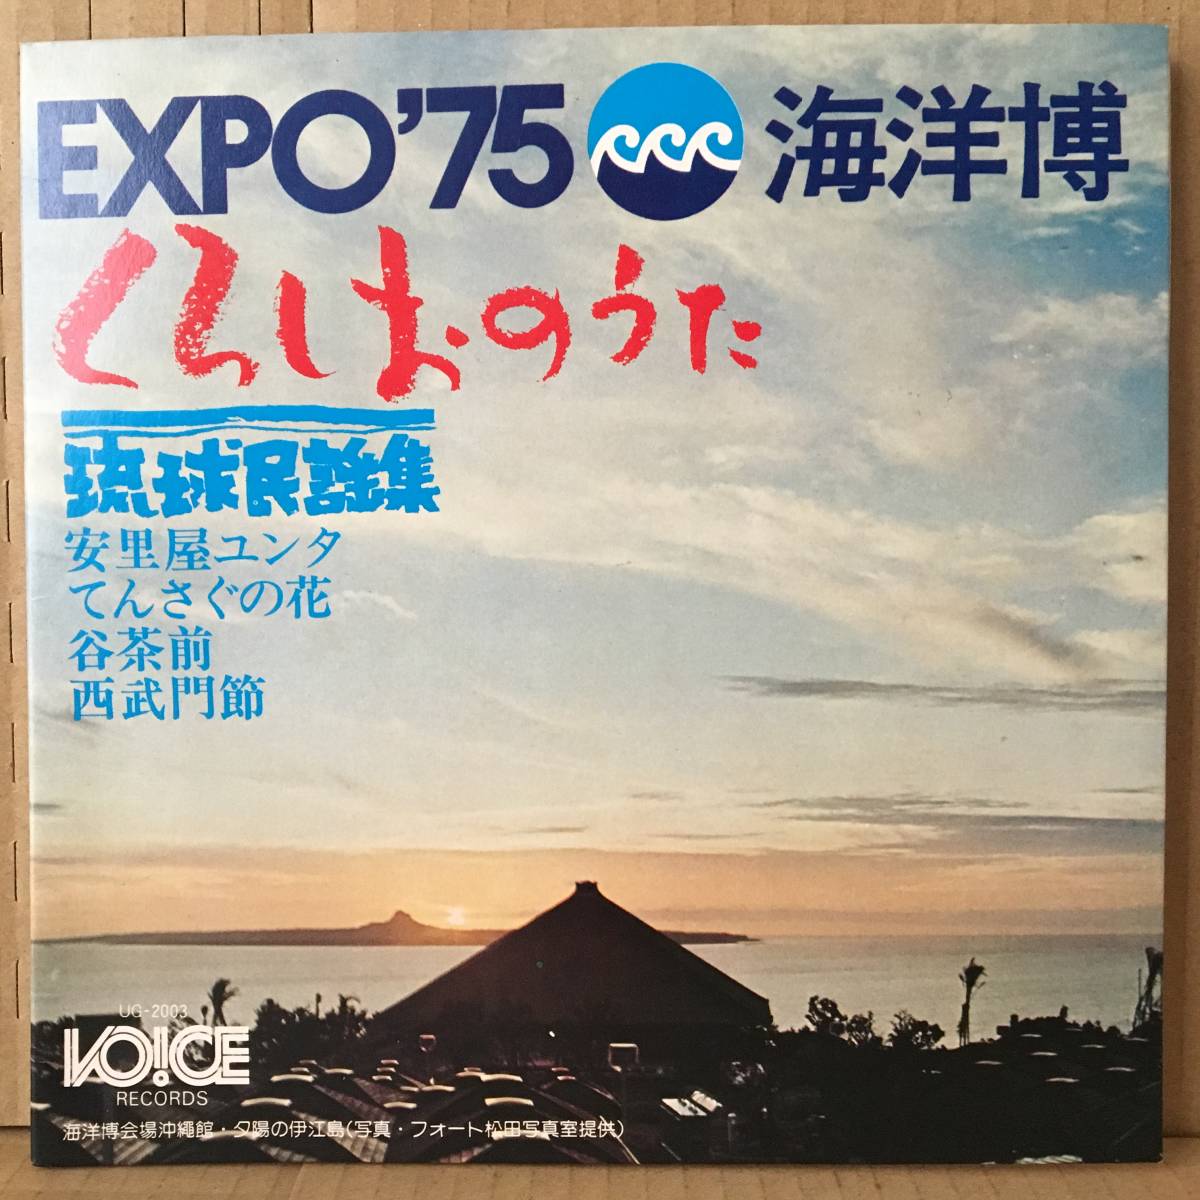 EXPO'75 海洋博
くろしおのうた
琉球民謡集
安里屋ユンタ
てんさぐの花
谷茶前
西武門節
UG-2003
VO!CE
RECORDS
海洋博会場沖縄館・夕陽の伊江島(写真・フォート松田写真室提供)